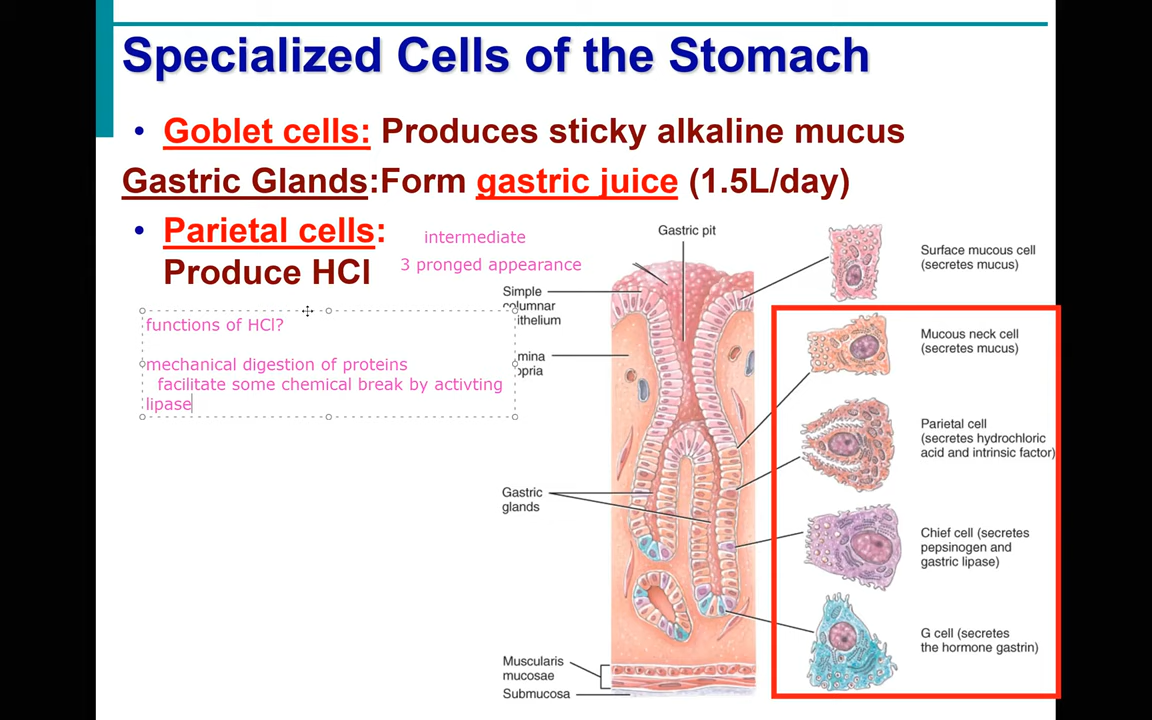 Specialized Cells of the Stomach
• Goblet cells: Produces sticky alkaline mucus
Gastric Glands:Form gastric juice (1.5L/day)
• Parietal cells:
Produce HCl
intermediate
3 pronged appearance
functions of HCl?
mechanical digestion of proteins
facilitate some chemical break by activting
lipase
Gastric pit
Simple
columnar
ithelium
mina
opria
Gastric
glands
Muscularis
mucosae
Submucosa
Surface mucous cell
(secretes mucus)
Mucous neck cell
(secretes mucus)
Parietal cell
(secretes hydrochloric
acid and intrinsic factor)
Chief cell (secretes
pepsinogen and
gastric lipase)
G cell (secretes
the hormone gastrin)